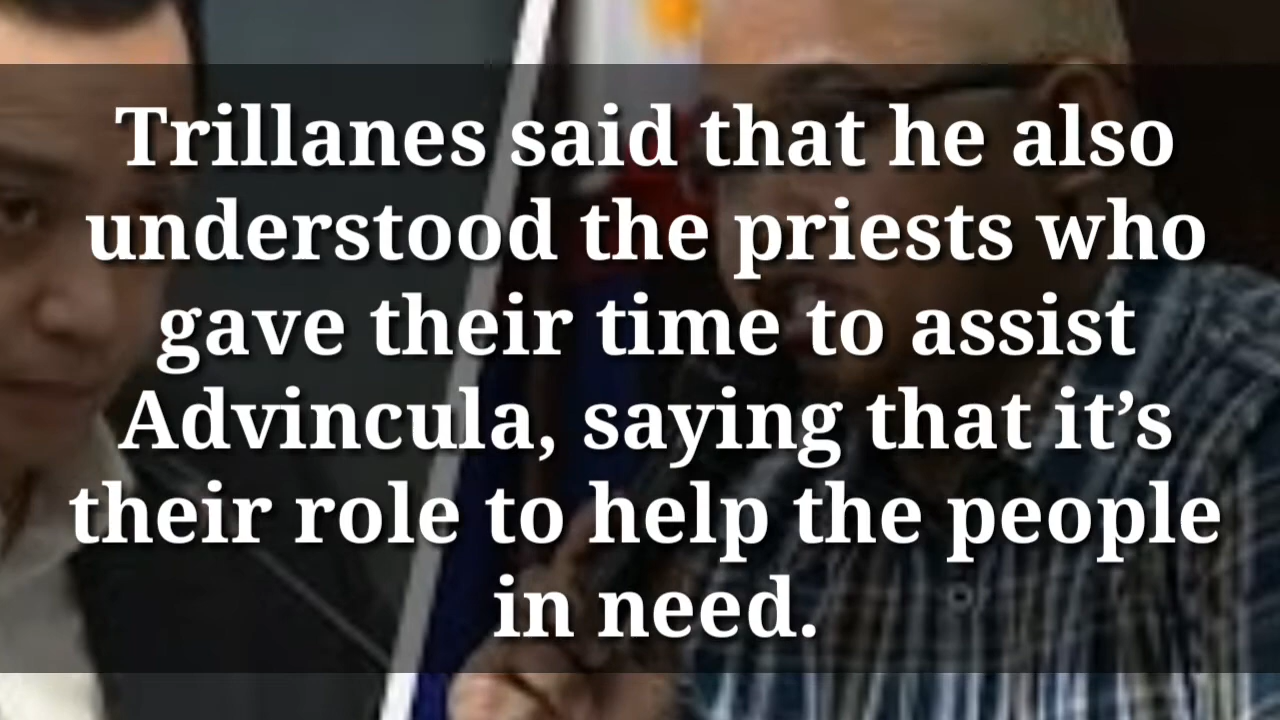 Trillanes said that he also
understood the priests who
gave their time to assist
Advincula, saying that it’s
their role to help the people
in need.